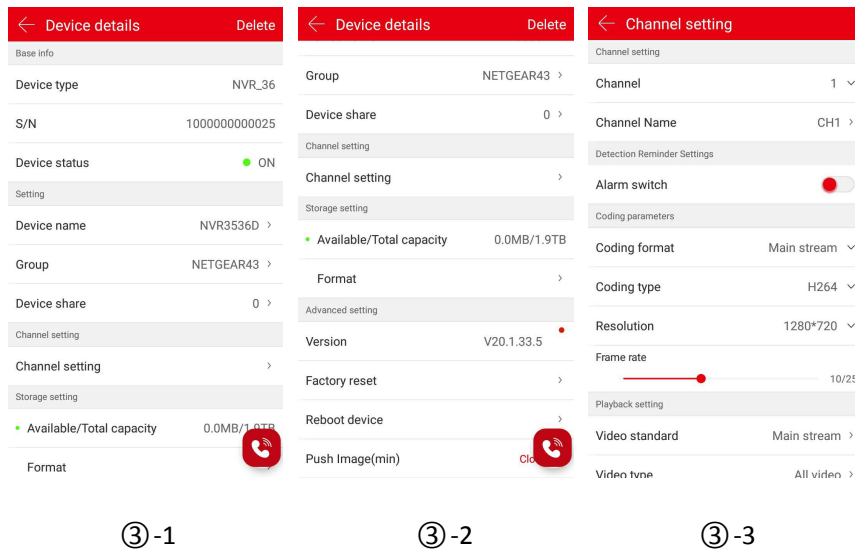 Device details Delete
Base info
Device type NVR_36
S/N 1000000000025
Device status ON
Setting
Device name NVR3536D
Group NETGEAR43
Device share 0
Channel setting
Channel setting
Storage setting
Available/Total capacity 0.0MB/1.9TB
Format
③-1
Device details Delete
Group NETGEAR43
Device share 0
Channel setting
Channel setting
Storage setting
Available/Total capacity 0.0MB/1.9TB
Format
Advanced setting
Version V20.1.33.5
Factory reset
Reboot device
Push Image(min)
③-2
Channel setting
Channel setting
Channel 1
Channel Name CH1
Detection Reminder Settings
Alarm switch
Coding parameters
Coding format Main stream
Coding type H264
Resolution 1280*720
Frame rate
10/25
Playback setting
Video standard Main stream
Video type All video
③-3